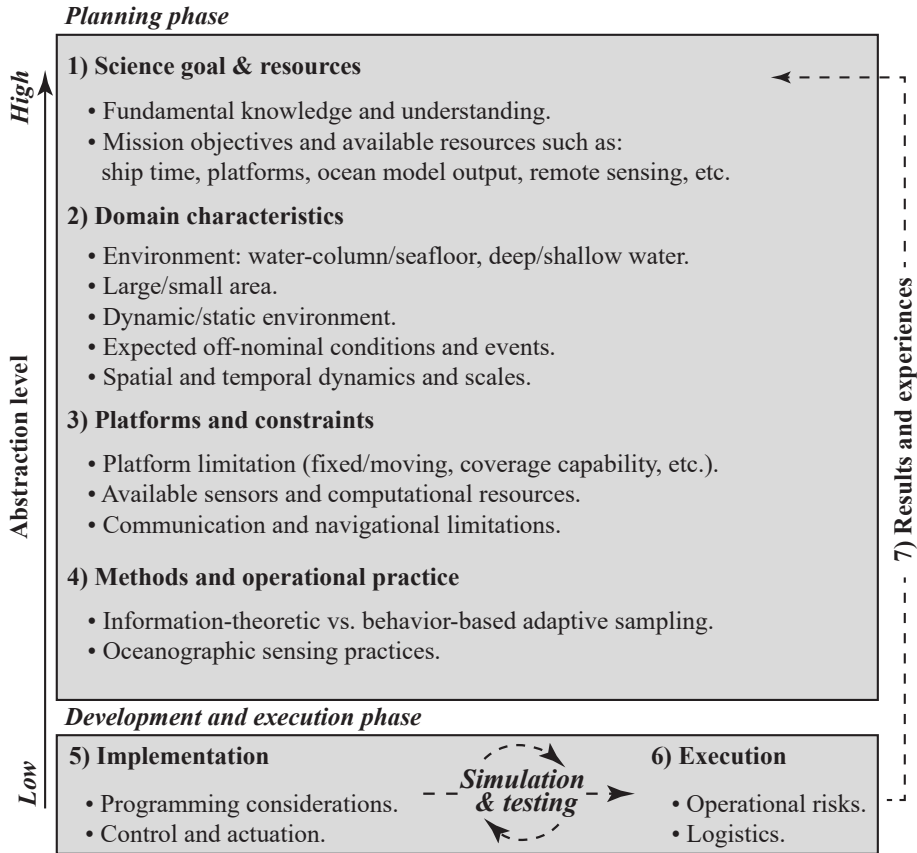 Planning phase
1) Science goal & resources
• Fundamental knowledge and understanding.
• Mission objectives and available resources such as:
ship time, platforms, ocean model output, remote sensing, etc.
2) Domain characteristics
• Environment: water-column/seafloor, deep/shallow water.
• Large/small area.
• Dynamic/static environment.
• Expected off-nominal conditions and events.
• Spatial and temporal dynamics and scales.
3) Platforms and constraints
• Platform limitation (fixed/moving, coverage capability, etc.).
• Available sensors and computational resources.
• Communication and navigational limitations.
4) Methods and operational practice
• Information-theoretic vs. behavior-based adaptive sampling.
• Oceanographic sensing practices.
Development and execution phase
5) Implementation
• Programming considerations.
• Control and actuation.
Simulation
& testing
6) Execution
• Operational risks.
• Logistics.
7) Results and experiences
High
Abstraction level
Low